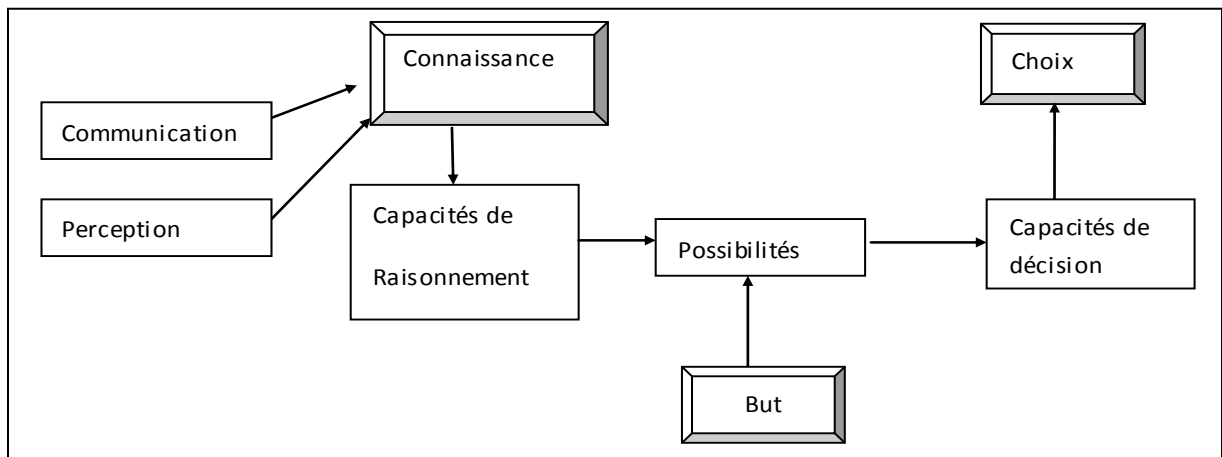 Connaissance
Choix
Communication
Perception
Capacités de
Raisonnement
Possibilités
Capacités de
décision
But